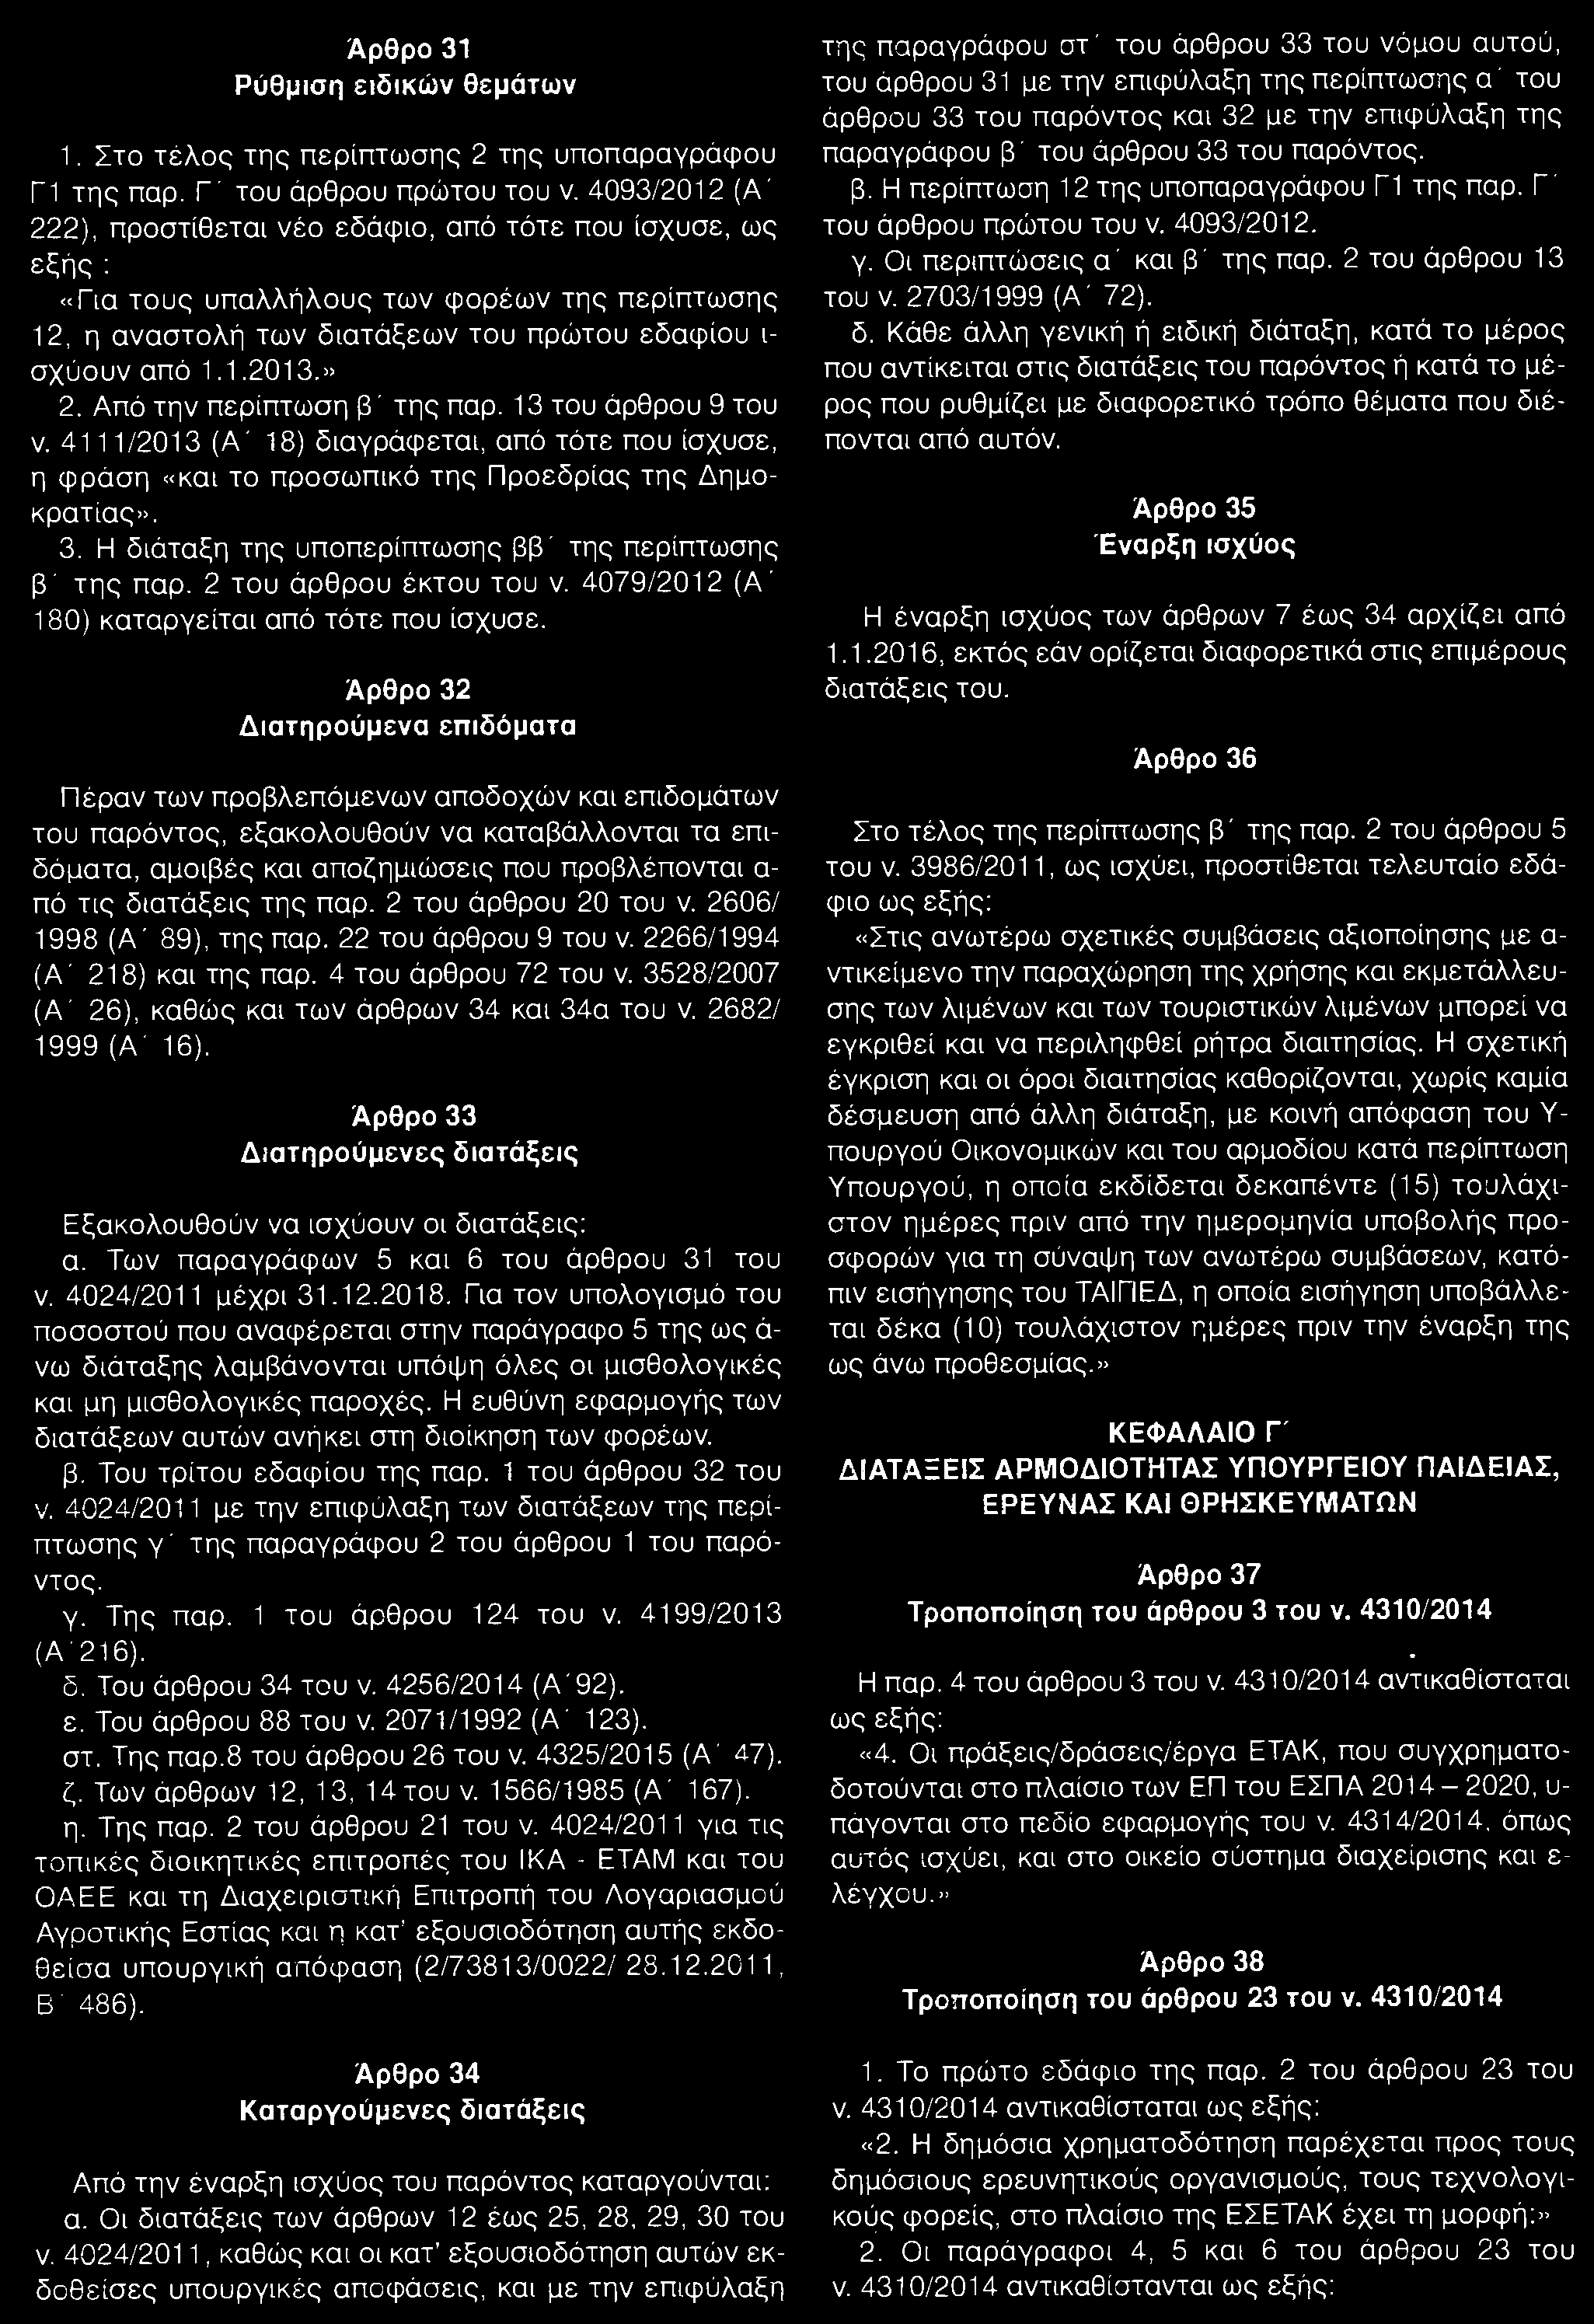 Άρθρο 31
Ρύθμιση ειδικών θεμάτων
1. Στο τέλος της περίπτωσης 2 της υποπαραγράφου
Γ1 της παρ. Γ΄ του άρθρου πρώτου του ν. 4093/2012 (Α΄
222), προστίθεται νέο εδάφιο, από τότε που ίσχυσε, ως
εξής :
«Για τους υπαλλήλους των φορέων της περίπτωσης
12, η αναστολή των διατάξεων του πρώτου εδαφίου ι-
σχύουν από 1.1.2013.»
2. Από την περίπτωση β΄ της παρ. 13 του άρθρου 9 του
ν. 4111/2013 (Α΄ 18) διαγράφεται, από τότε που ίσχυσε,
η φράση «και το προσωπικό της Προεδρίας της Δημο-
κρατίας».
3. Η διάταξη της υποπερίπτωσης ββ΄ της περίπτωσης
β΄ της παρ. 2 του άρθρου έκτου του ν. 4079/2012 (Α΄
180) καταργείται από τότε που ίσχυσε.
Άρθρο 32
Διατηρούμενα επιδόματα
Πέραν των προβλεπόμενων αποδοχών και επιδομάτων
του παρόντος, εξακολουθούν να καταβάλλονται τα επι-
δόματα, αμοιβές και αποζημιώσεις που προβλέπονται α-
πό τις διατάξεις της παρ. 2 του άρθρου 20 του ν. 2606/
1998 (Α΄ 89), της παρ. 22 του άρθρου 9 του ν. 2266/1994
(Α΄ 218) και της παρ. 4 του άρθρου 72 του ν. 3528/2007
(Α΄ 26), καθώς και των άρθρων 34 και 34α του ν. 2682/
1999 (Α΄ 16).
Άρθρο 33
Διατηρούμενες διατάξεις
Εξακολουθούν να ισχύουν οι διατάξεις:
α. Των παραγράφων 5 και 6 του άρθρου 31 του
ν. 4024/2011 μέχρι 31.12.2018. Για τον υπολογισμό του
ποσοστού που αναφέρεται στην παράγραφο 5 της ως ά-
νω διάταξης λαμβάνονται υπόψη όλες οι μισθολογικές
και μη μισθολογικές παροχές. Η ευθύνη εφαρμογής των
διατάξεων αυτών ανήκει στη διοίκηση των φορέων.
β. Του τρίτου εδαφίου της παρ. 1 του άρθρου 32 του
ν. 4024/2011 με την επιφύλαξη των διατάξεων της περί-
πτωσης γ΄ της παραγράφου 2 του άρθρου 1 του παρό-
ντος.
γ. Της παρ. 1 του άρθρου 124 του ν. 4199/2013
(Α΄216).
δ. Του άρθρου 34 του ν. 4256/2014 (Α΄92).
ε. Του άρθρου 88 του ν. 2071/1992 (Α΄ 123).
στ. Της παρ.8 του άρθρου 26 του ν. 4325/2015 (Α΄ 47).
ζ. Των άρθρων 12, 13, 14 του ν. 1566/1985 (Α΄ 167).
η. Της παρ. 2 του άρθρου 21 του ν. 4024/2011 για τις
τοπικές διοικητικές επιτροπές του ΙΚΑ - ΕΤΑΜ και του
ΟΑΕΕ και τη Διαχειριστική Επιτροπή του Λογαριασμού
Αγροτικής Εστίας και η κατ’ εξουσιοδότηση αυτής εκδο-
θείσα υπουργική απόφαση (2/73813/0022/ 28.12.2011,
Β΄ 486).
Άρθρο 34
Καταργούμενες διατάξεις
Από την έναρξη ισχύος του παρόντος καταργούνται:
α. Οι διατάξεις των άρθρων 12 έως 25, 28, 29, 30 του
ν. 4024/2011, καθώς και οι κατ’ εξουσιοδότηση αυτών εκ-
δοθείσες υπουργικές αποφάσεις, και με την επιφύλαξη
της παραγράφου στ΄ του άρθρου 33 του νόμου αυτού,
του άρθρου 31 με την επιφύλαξη της περίπτωσης α΄ του
άρθρου 33 του παρόντος και 32 με την επιφύλαξη της
παραγράφου β΄ του άρθρου 33 του παρόντος.
β. Η περίπτωση 12 της υποπαραγράφου Γ1 της παρ. Γ΄
του άρθρου πρώτου του ν. 4093/2012.
γ. Οι περιπτώσεις α΄ και β΄ της παρ. 2 του άρθρου 13
του ν. 2703/1999 (Α΄ 72).
δ. Κάθε άλλη γενική ή ειδική διάταξη, κατά το μέρος
που αντίκειται στις διατάξεις του παρόντος ή κατά το μέ-
ρος που ρυθμίζει με διαφορετικό τρόπο θέματα που διέ-
πονται από αυτόν.
Άρθρο 35
Έναρξη ισχύος
Η έναρξη ισχύος των άρθρων 7 έως 34 αρχίζει από
1.1.2016, εκτός εάν ορίζεται διαφορετικά στις επιμέρους
διατάξεις του.
Άρθρο 36
Στο τέλος της περίπτωσης β΄ της παρ. 2 του άρθρου 5
του ν. 3986/2011, ως ισχύει, προστίθεται τελευταίο εδά-
φιο ως εξής:
«Στις ανωτέρω σχετικές συμβάσεις αξιοποίησης με α-
ντικείμενο την παραχώρηση της χρήσης και εκμετάλλευ-
σης των λιμένων και των τουριστικών λιμένων μπορεί να
εγκριθεί και να περιληφθεί ρήτρα διαιτησίας. Η σχετική
έγκριση και οι όροι διαιτησίας καθορίζονται, χωρίς καμία
δέσμευση από άλλη διάταξη, με κοινή απόφαση του Υ-
πουργού Οικονομικών και του αρμοδίου κατά περίπτωση
Υπουργού, η οποία εκδίδεται δεκαπέντε (15) τουλάχι-
στον ημέρες πριν από την ημερομηνία υποβολής προ-
σφορών για τη σύναψη των ανωτέρω συμβάσεων, κατό-
πιν εισήγησης του ΤΑΙΠΕΔ, η οποία εισήγηση υποβάλλε-
ται δέκα (10) τουλάχιστον ημέρες πριν την έναρξη της
ως άνω προθεσμίας.»
ΚΕΦΑΛΑΙΟ Γ΄
ΔΙΑΤΑΞΕΙΣ ΑΡΜΟΔΙΟΤΗΤΑΣ ΥΠΟΥΡΓΕΙΟΥ ΠΑΙΔΕΙΑΣ,
ΕΡΕΥΝΑΣ ΚΑΙ ΘΡΗΣΚΕΥΜΑΤΩΝ
Άρθρο 37
Τροποποίηση του άρθρου 3 του ν. 4310/2014
Η παρ. 4 του άρθρου 3 του ν. 4310/2014 αντικαθίσταται
ως εξής:
«4. Οι πράξεις/δράσεις/έργα ΕΤΑΚ, που συγχρηματο-
δοτούνται στο πλαίσιο των ΕΠ του ΕΣΠΑ 2014 – 2020, υ-
πάγονται στο πεδίο εφαρμογής του ν. 4314/2014, όπως
αυτός ισχύει, και στο οικείο σύστημα διαχείρισης και ε-
λέγχου.»
Άρθρο 38
Τροποποίηση του άρθρου 23 του ν. 4310/2014
1. Το πρώτο εδάφιο της παρ. 2 του άρθρου 23 του
ν. 4310/2014 αντικαθίσταται ως εξής:
«2. Η δημόσια χρηματοδότηση παρέχεται προς τους
δημόσιους ερευνητικούς οργανισμούς, τους τεχνολογι-
κούς φορείς, στο πλαίσιο της ΕΣΕΤΑΚ έχει τη μορφή:»
2. Οι παράγραφοι 4, 5 και 6 του άρθρου 23 του
ν. 4310/2014 αντικαθίστανται ως εξής: